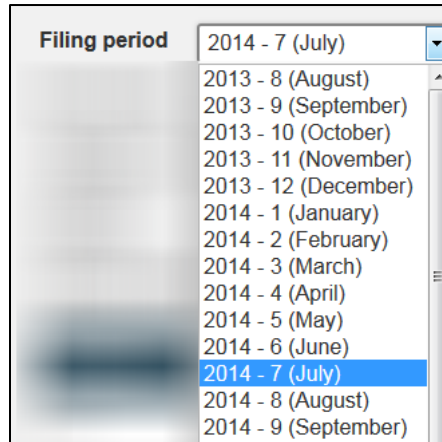 Filing period 2014 - 7 (July)
2013 - 8 (August)
2013 - 9 (September)
2013 - 10 (October)
2013 - 11 (November)
2013 - 12 (December)
2014 - 1 (January)
2014 - 2 (February)
2014 - 3 (March)
2014 - 4 (April)
2014 - 5 (May)
2014 - 6 (June)
2014 - 7 (July)
2014 - 8 (August)
2014 - 9 (September)